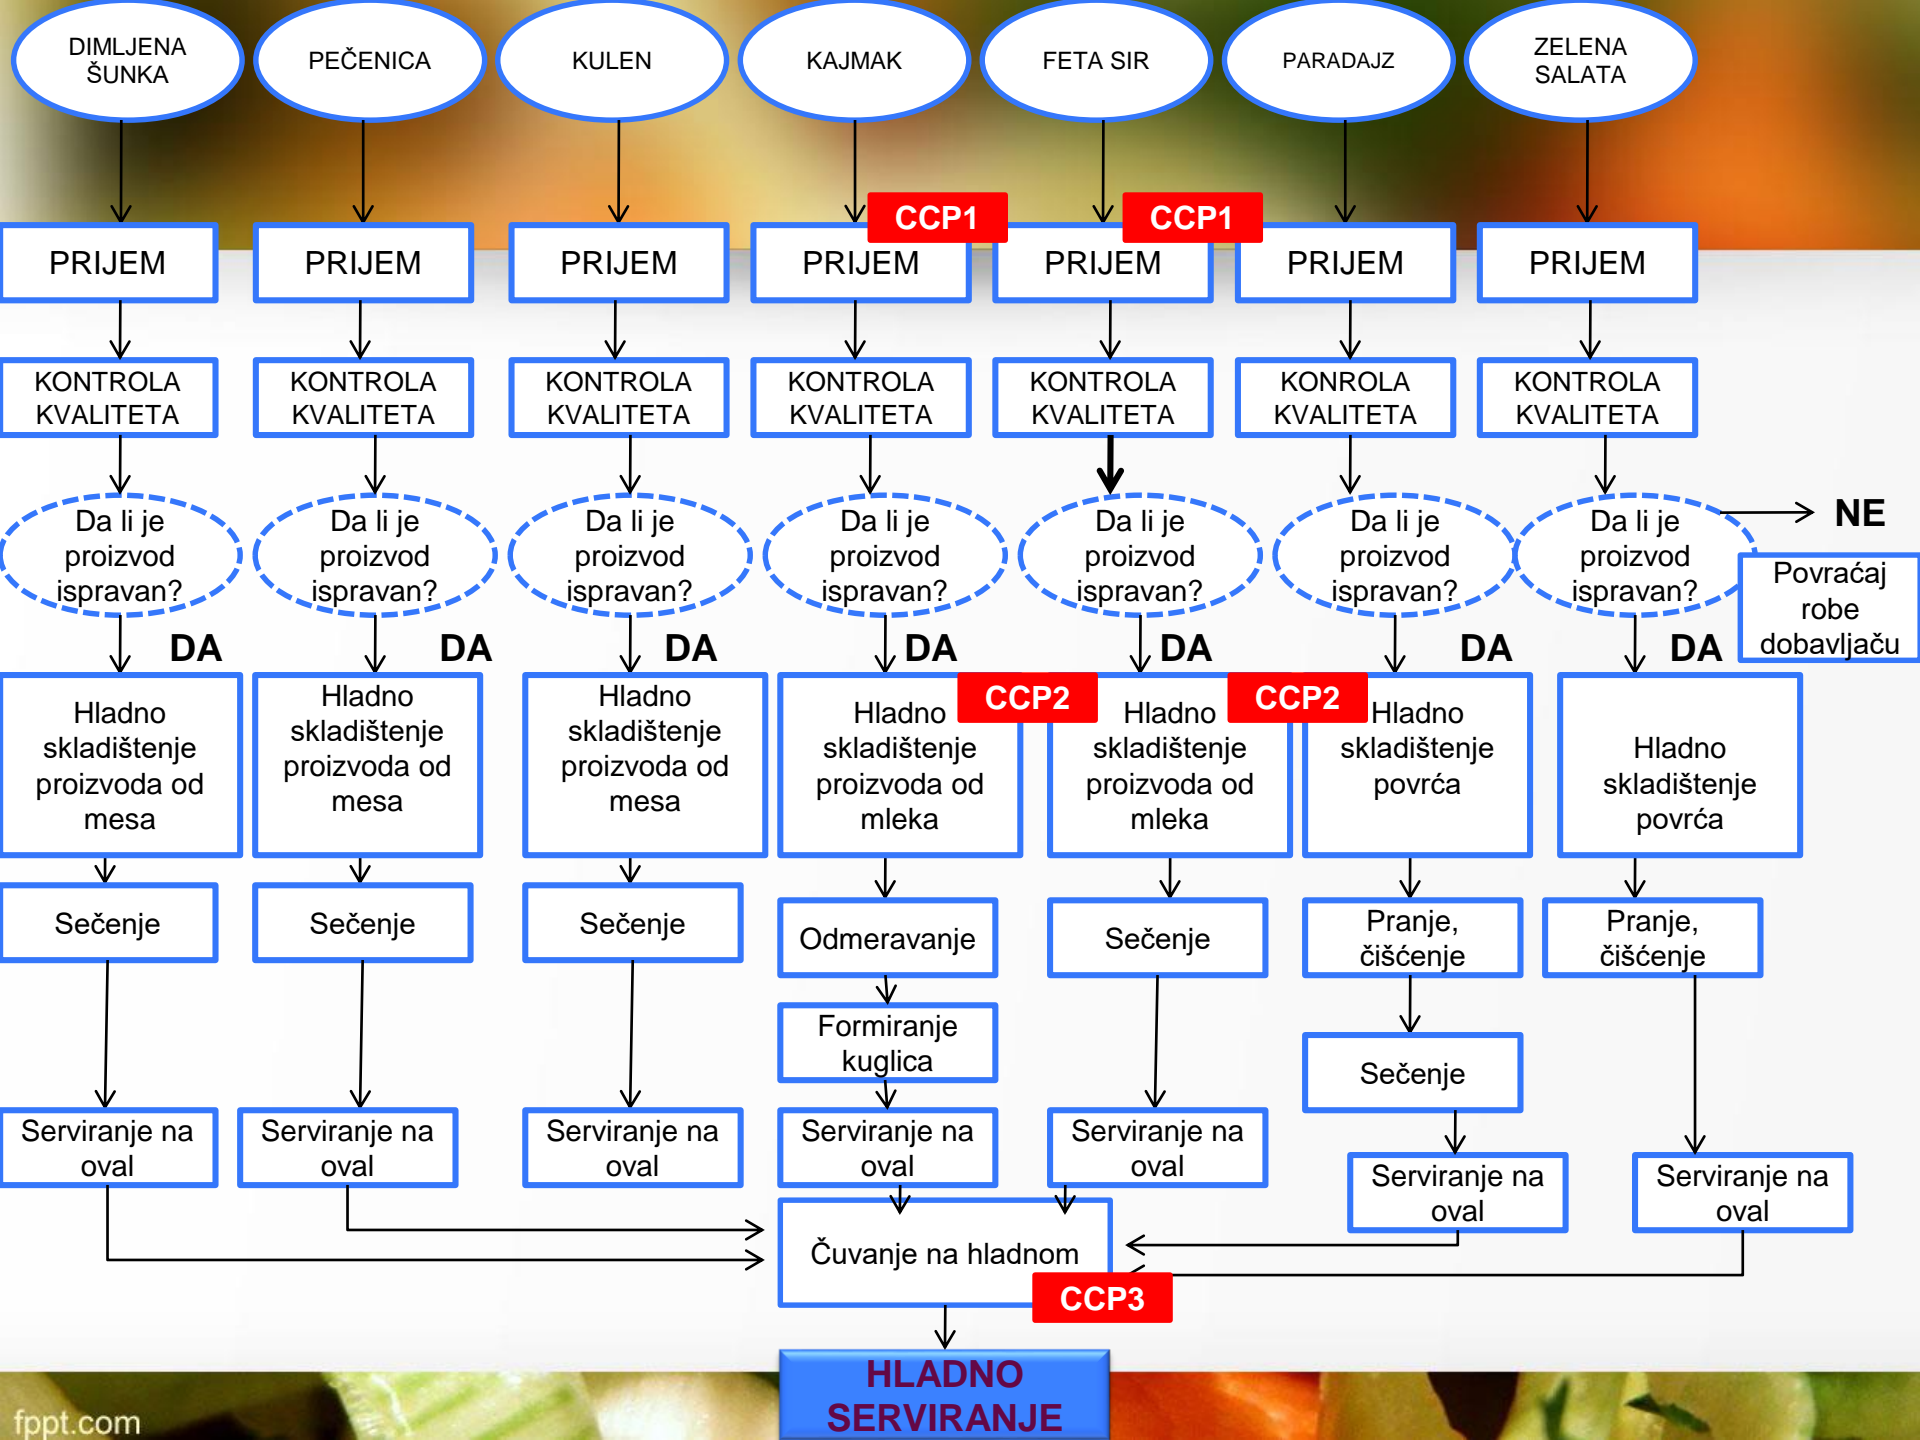 DIMLJENA
ŠUNKA
PEČENICA
KULEN
KAJMAK
FETA SIR
PARADAJZ
ZELENA
SALATA
CCP1
CCP1
PRIJEM
PRIJEM
PRIJEM
PRIJEM
PRIJEM
PRIJEM
PRIJEM
KONTROLA
KVALITETA
KONTROLA
KVALITETA
KONTROLA
KVALITETA
KONTROLA
KVALITETA
KONTROLA
KVALITETA
KONROLA
KVALITETA
KONTROLA
KVALITETA
Da li je
proizvod
ispravan?
Da li je
proizvod
ispravan?
Da li je
proizvod
ispravan?
Da li je
proizvod
ispravan?
Da li je
proizvod
ispravan?
Da li je
proizvod
ispravan?
Da li je
proizvod
ispravan?
NE
Povraćaj
robe
dobavljaču
DA
DA
DA
DA
DA
DA
DA
CCP2
CCP2
Hladno
skladištenje
proizvoda od
mesa
Hladno
skladištenje
proizvoda od
mesa
Hladno
skladištenje
proizvoda od
mesa
Hladno
skladištenje
proizvoda od
mleka
Hladno
skladištenje
proizvoda od
mleka
Hladno
skladištenje
povrća
Hladno
skladištenje
povrća
Sečenje
Sečenje
Sečenje
Odmeravanje
Sečenje
Pranje,
čišćenje
Pranje,
čišćenje
Formiranje
kuglica
Sečenje
Serviranje na
oval
Serviranje na
oval
Serviranje na
oval
Serviranje na
oval
Serviranje na
oval
Serviranje na
oval
Serviranje na
oval
Čuvanje na hladnom
CCP3
HLADNO
SERVIRANJE
fppt.com